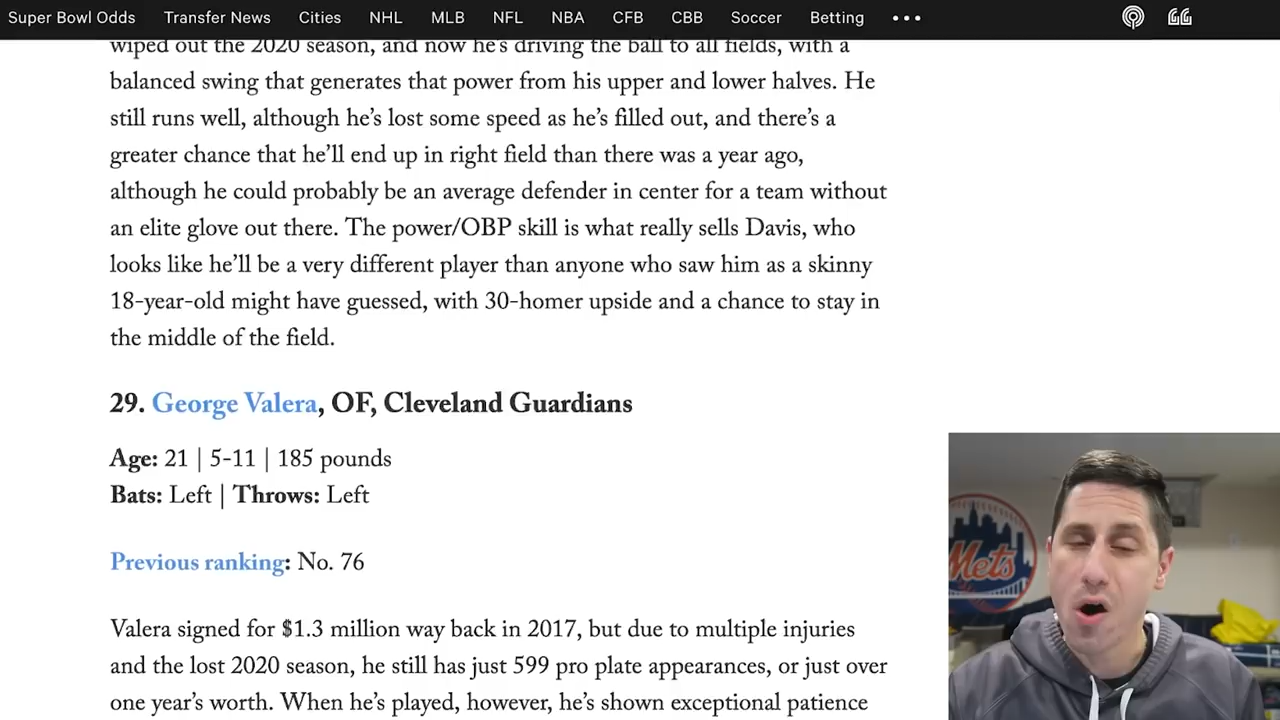 Super Bowl Odds Transfer News Cities NHL MLB NFL NBA CFB CBB Soccer Betting
wiped out the 2020 season, and now he's driving the ball to all fields, with a
balanced swing that generates that power from his upper and lower halves. He
still runs well, although he's lost some speed as he's filled out, and there's a
greater chance that he'll end up in right field than there was a year ago,
although he could probably be an average defender in center for a team without
an elite glove out there. The power/OBP skill is what really sells Davis, who
looks like he'll be a very different player than anyone who saw him as a skinny
18-year-old might have guessed, with 30-homer upside and a chance to stay in
the middle of the field.
29. George Valera, OF, Cleveland Guardians
Age: 21 | 5-11 | 185 pounds
Bats: Left | Throws: Left
Previous ranking: No. 76
Valera signed for $1.3 million way back in 2017, but due to multiple injuries
and the lost 2020 season, he still has just 599 pro plate appearances, or just over
one year's worth. When he's played, however, he's shown exceptional patience
Mets